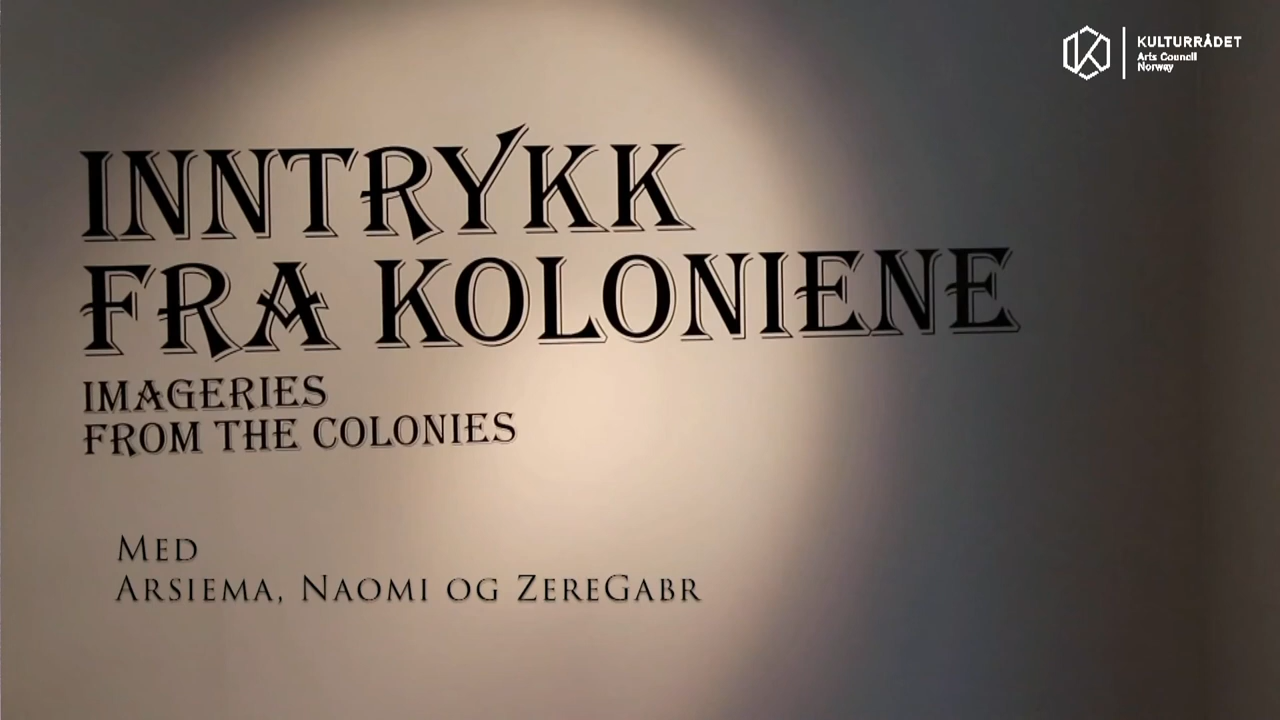 KULTURRÅDET
Arts Council
Norway
INNTRYKK
FRA KOLONIENE
IMAGERIES
FROM THE COLONIES
MED
ARSIEMA, NAOMI OG ZEREGABR